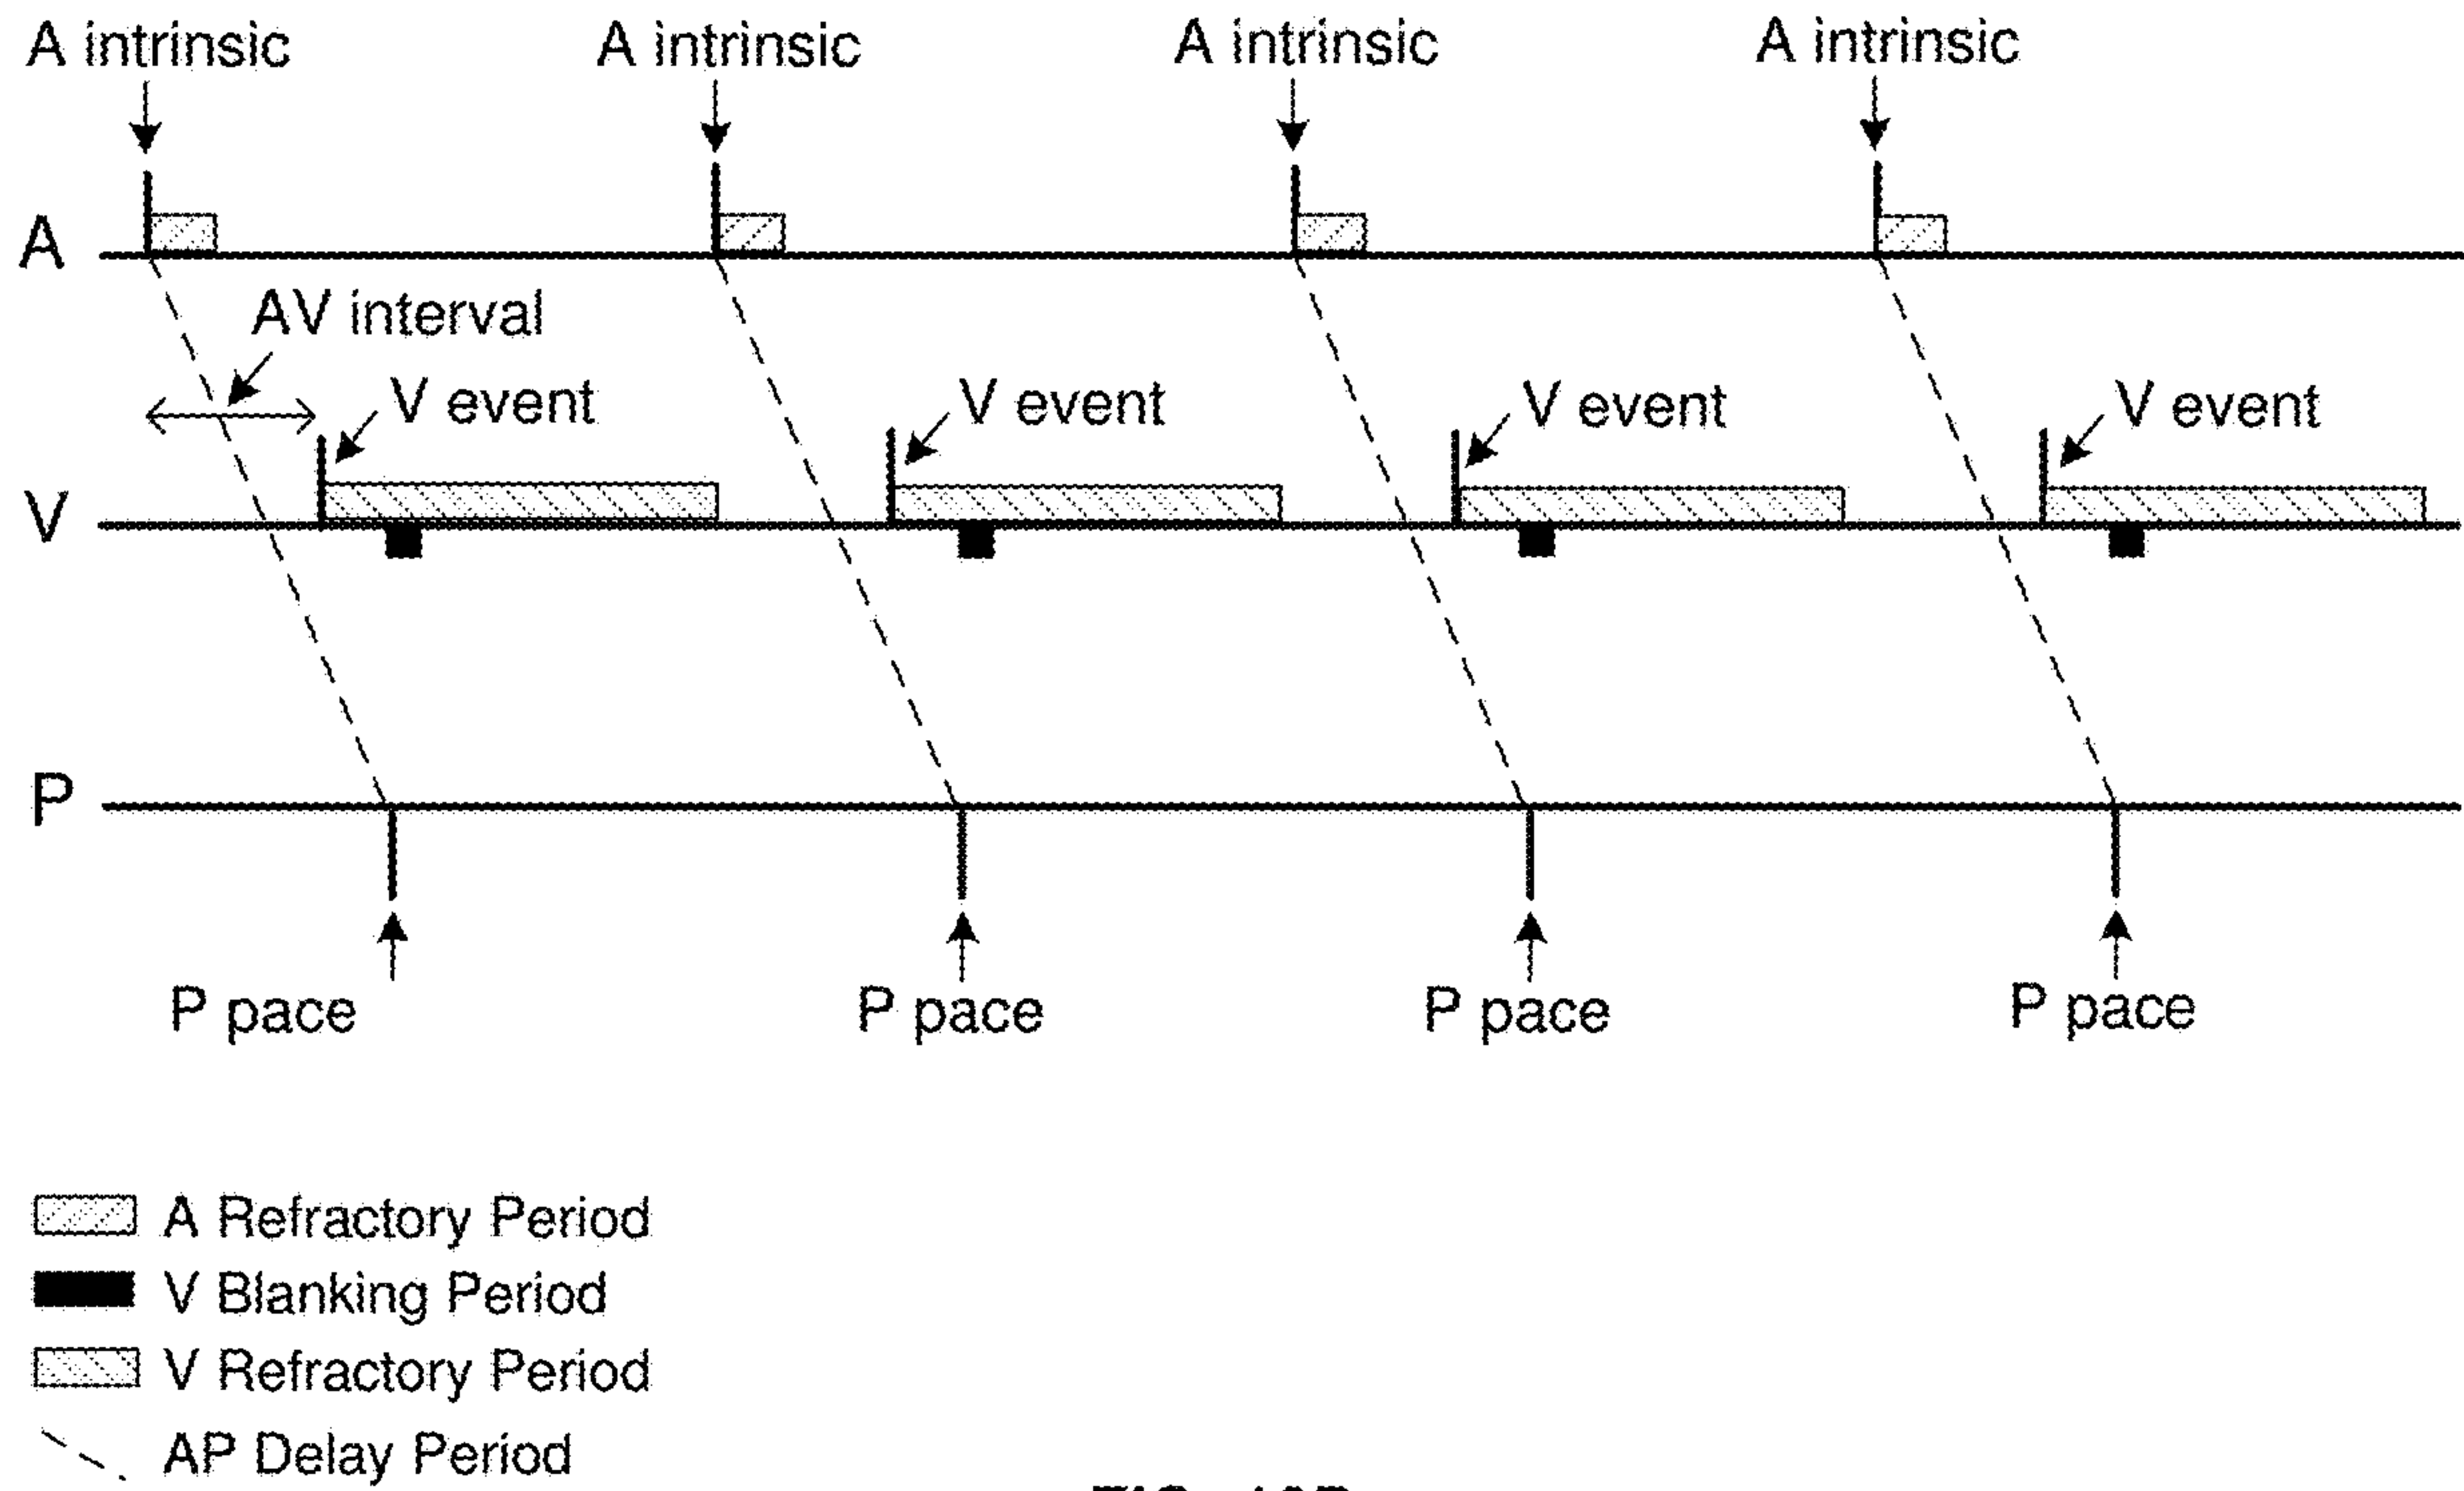 A intrinsic A intrinsic A intrinsic A intrinsic
A
AV interval
V event V event V event V event
V
P
P pace P pace P pace P pace
A Refractory Period
V Blanking Period
V Refractory Period
AP Delay Period